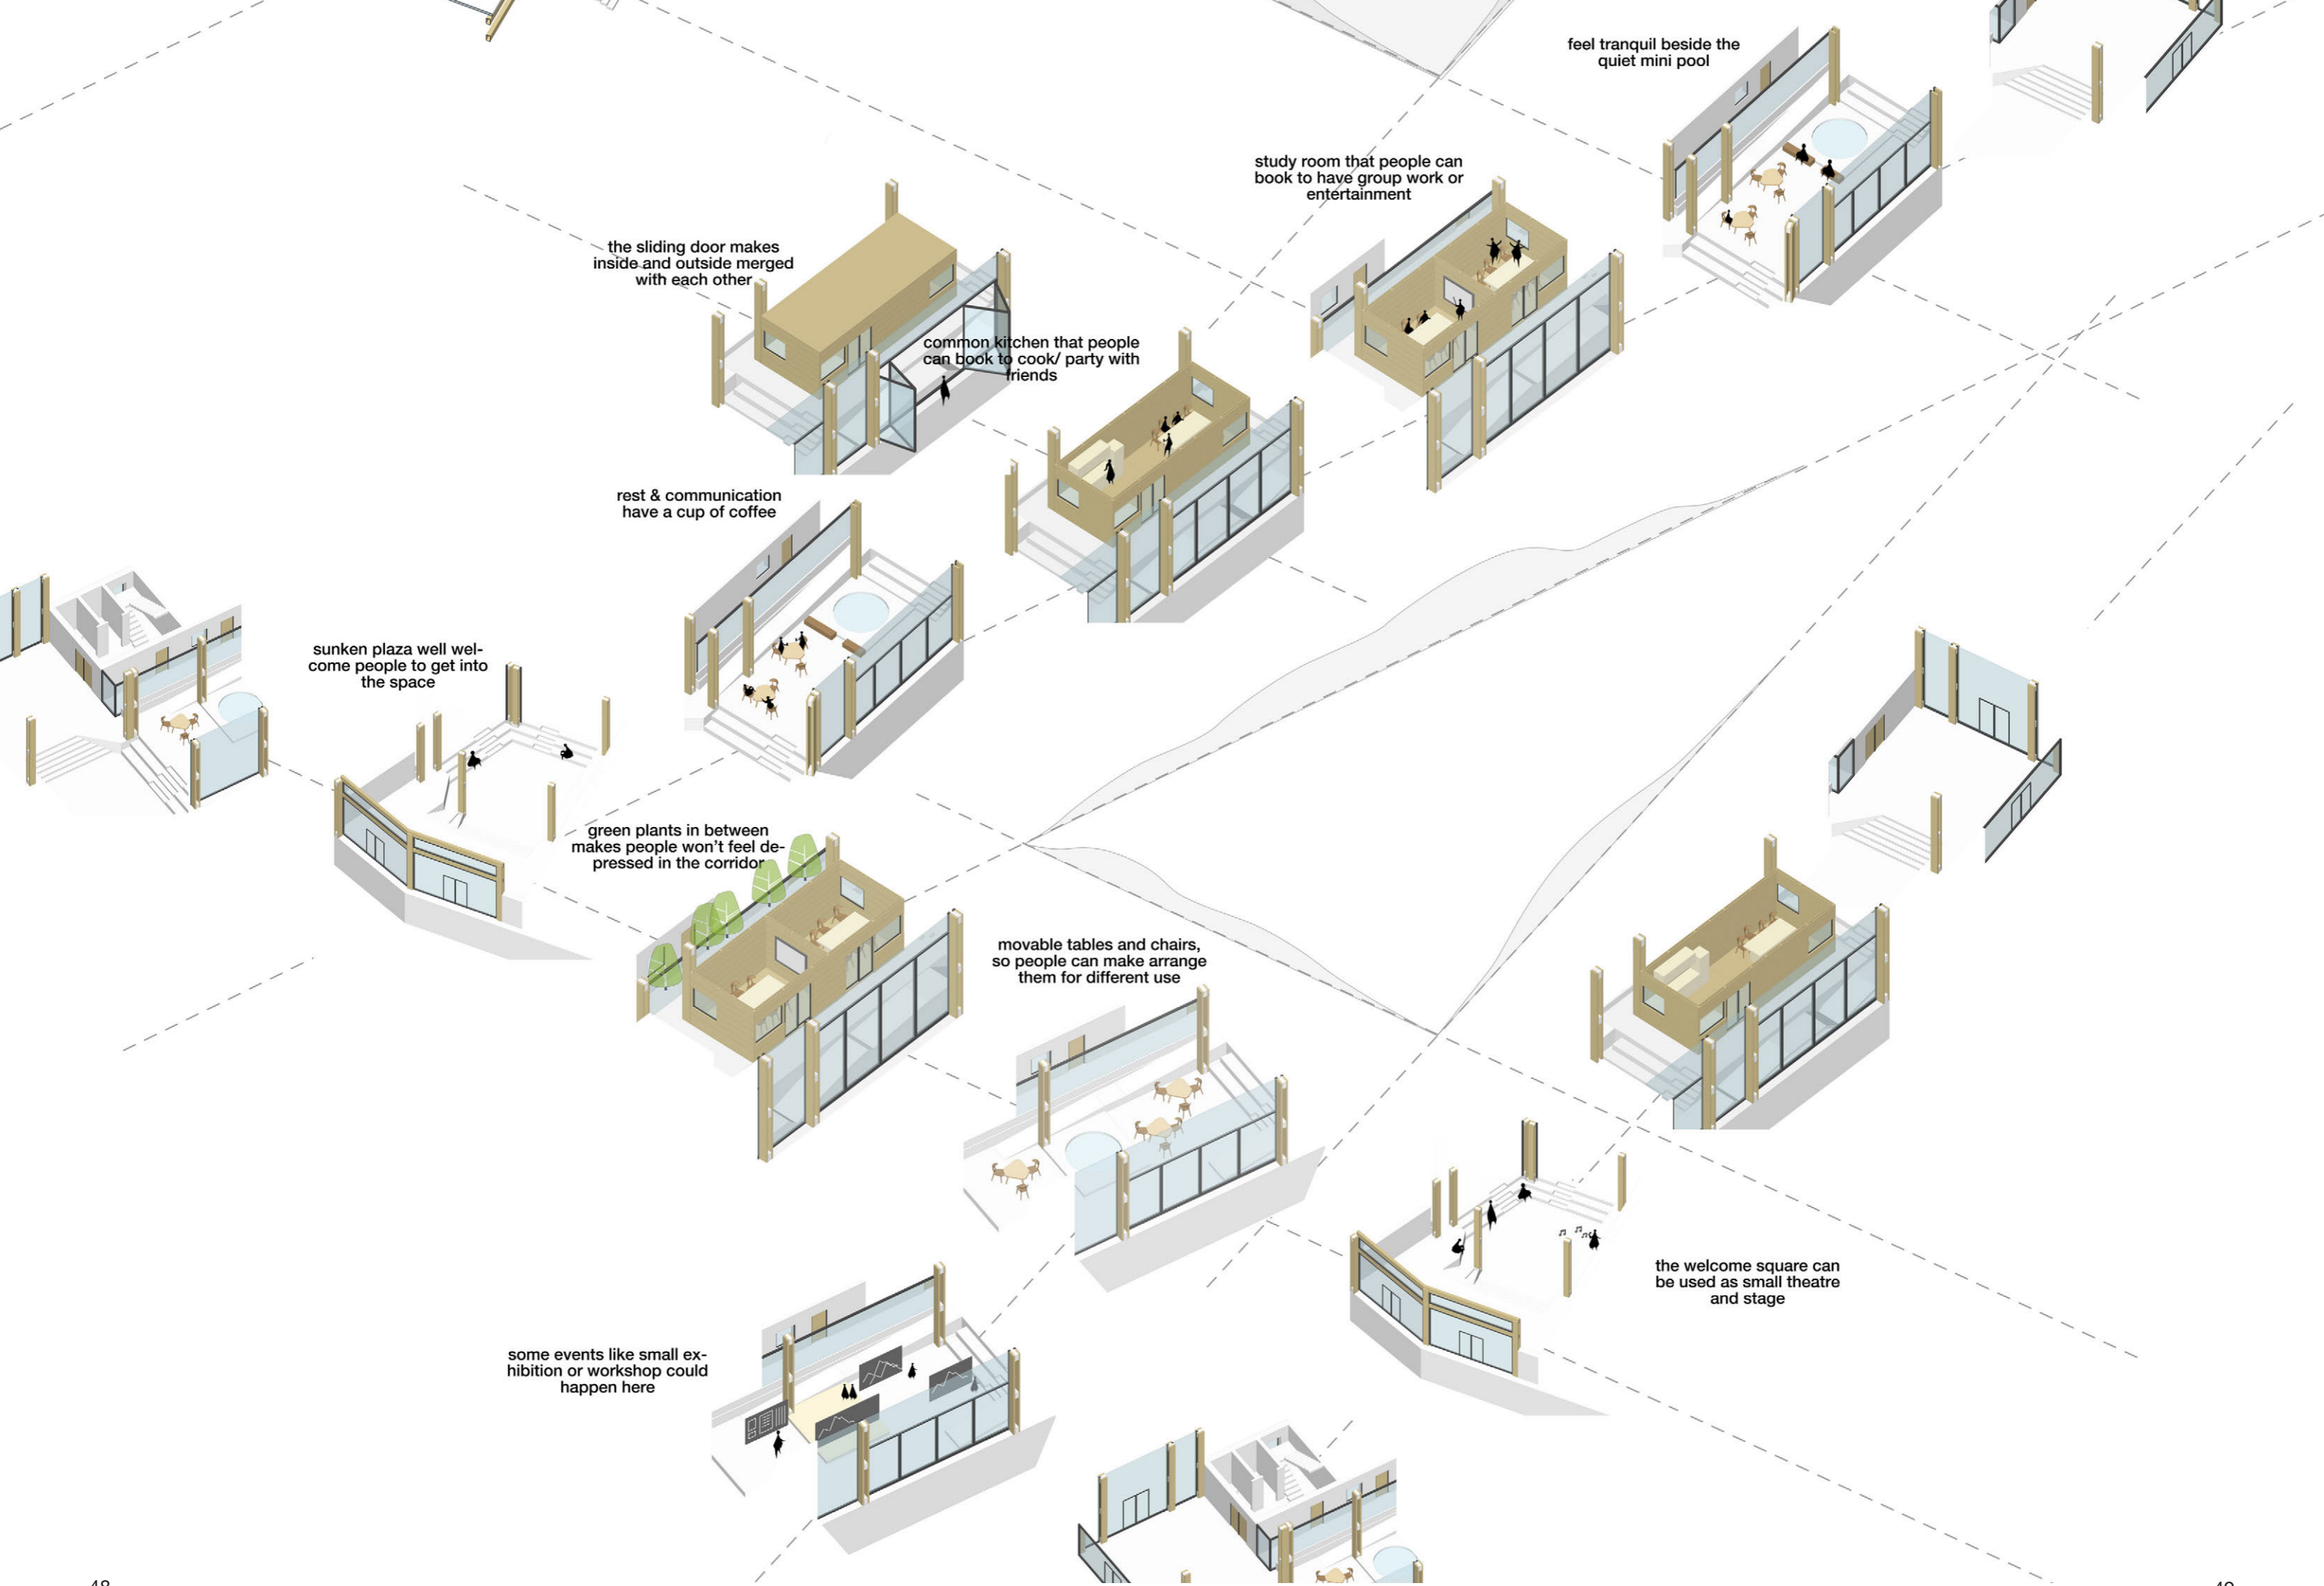 feel tranquil beside the
quiet mini pool
study room that people can
book to have group work or
entertainment
the sliding door makes
inside and outside merged
with each other
common kitchen that people
can book to cook/ party with
friends
rest & communication
have a cup of coffee
sunken plaza well wel-
come people to get into
the space
green plants in between
makes people won't feel de-
pressed in the corridor
movable tables and chairs,
so people can make arrange
them for different use
the welcome square can
be used as small theatre
and stage
some events like small ex-
hibition or workshop could
happen here